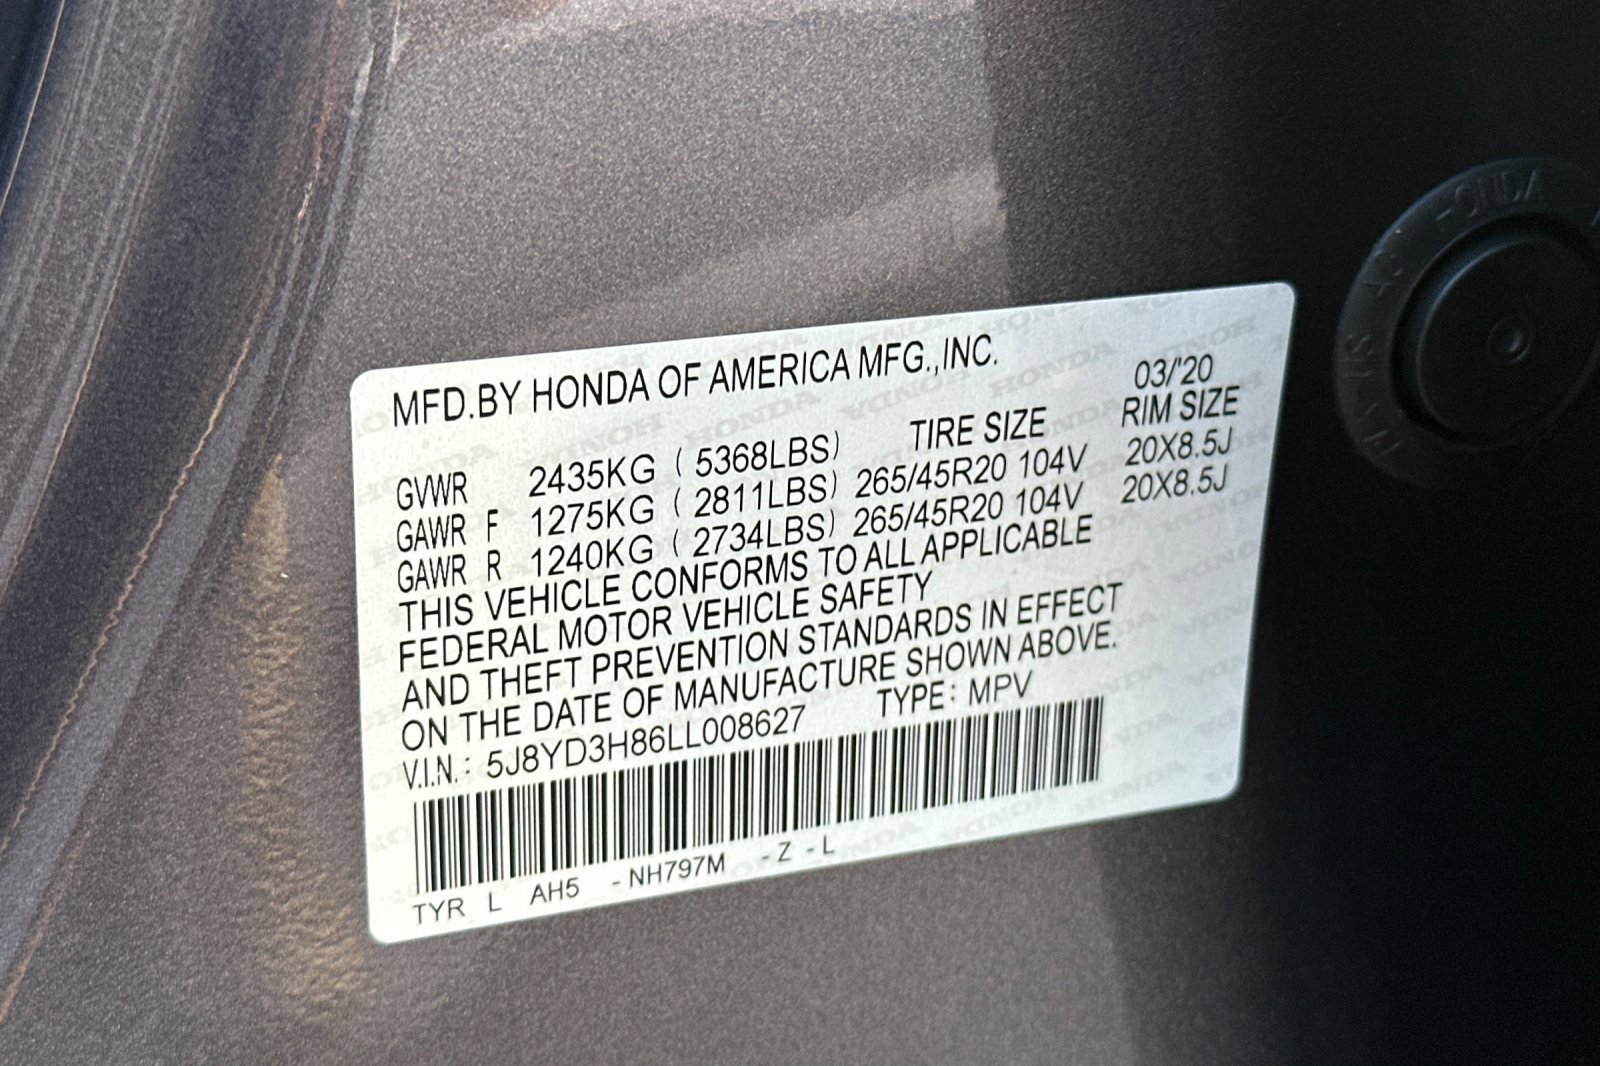 MFD.BY HONDA OF AMERICA MFG.,INC.
03/'20
TIRE SIZE RIM SIZE
GVWR 2435KG ( 5368LBS)
GAWR F 1275KG ( 2811LBS) 265/45R20 104V 20X8.5J
GAWR R 1240KG ( 2734LBS) 265/45R20 104V 20X8.5J
THIS VEHICLE CONFORMS TO ALL APPLICABLE
FEDERAL MOTOR VEHICLE SAFETY
AND THEFT PREVENTION STANDARDS IN EFFECT
ON THE DATE OF MANUFACTURE SHOWN ABOVE.
V.I.N.: 5J8YD3H86LL008627 TYPE: MPV
TYR L AH5 -NH797M -Z -L